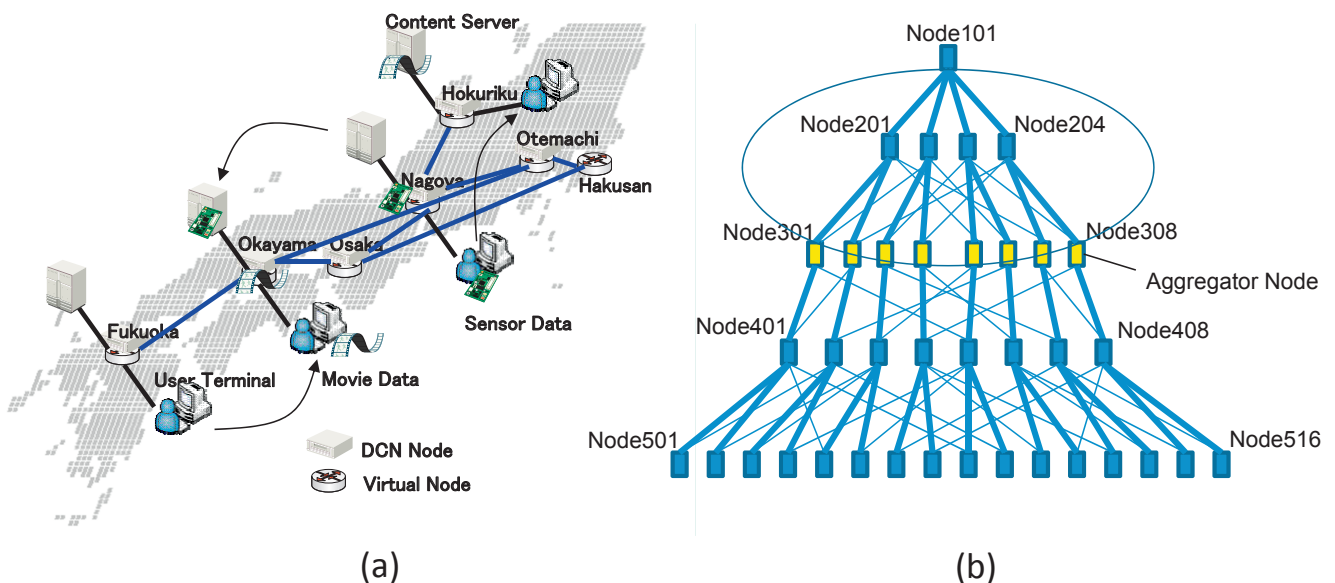 Content Server
Hokuriku
Otemachi
Hakusan
Nagoya
Okayama
Osaka
Sensor Data
Fukuoka
User Terminal
Movie Data
DCN Node
Virtual Node
(a)
Node101
Node201
Node204
Node301
Node308
Aggregator Node
Node401
Node408
Node501
Node516
(b)